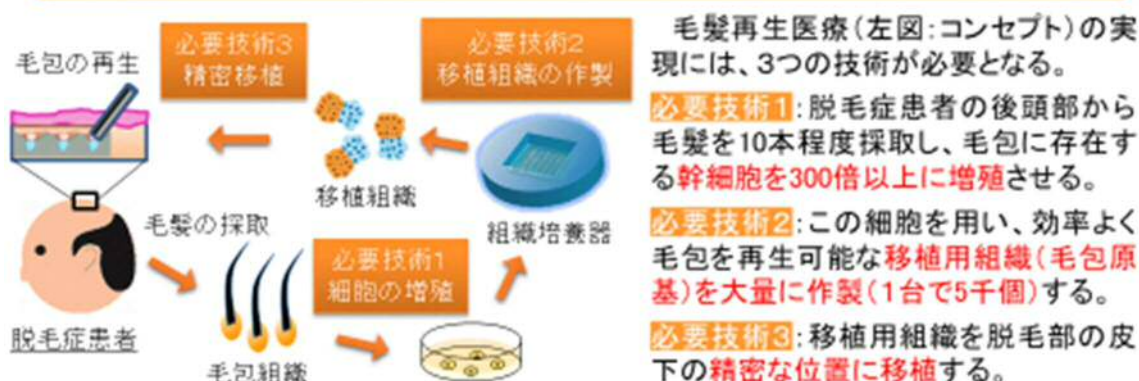 必要技術3
精密移植
必要技術2
移植組織の作製
毛包の再生
移植組織
組織培養器
毛髪の採取
必要技術1
細胞の増殖
脱毛症患者
毛包組織
毛髪再生医療(左図:コンセプト)の実
現には、3つの技術が必要となる。
必要技術1:脱毛症患者の後頭部から
毛髪を10本程度採取し、毛包に存在す
る幹細胞を300倍以上に増殖させる。
必要技術2:この細胞を用い、効率よく
毛包を再生可能な移植用組織(毛包原
基)を大量に作製(1台で5千個)する。
必要技術3:移植用組織を脱毛部の皮
下の精密な位置に移植する。